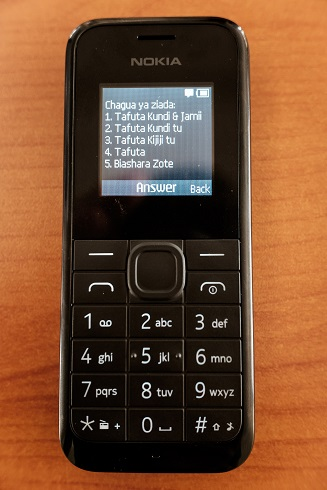 NOKIA
Chagua ya ziada:
1. Tafuta Kundi & Jamii
2. Tafuta Kundi tu
3. Tafuta Kijiji tu
4. Tafuta
5. Biashara Zote
Answer Back
1 2 abc 3 def
4 ghi 5 jkl 6 mno
7 pqrs 8 tuv 9 wxyz
* + 0 #